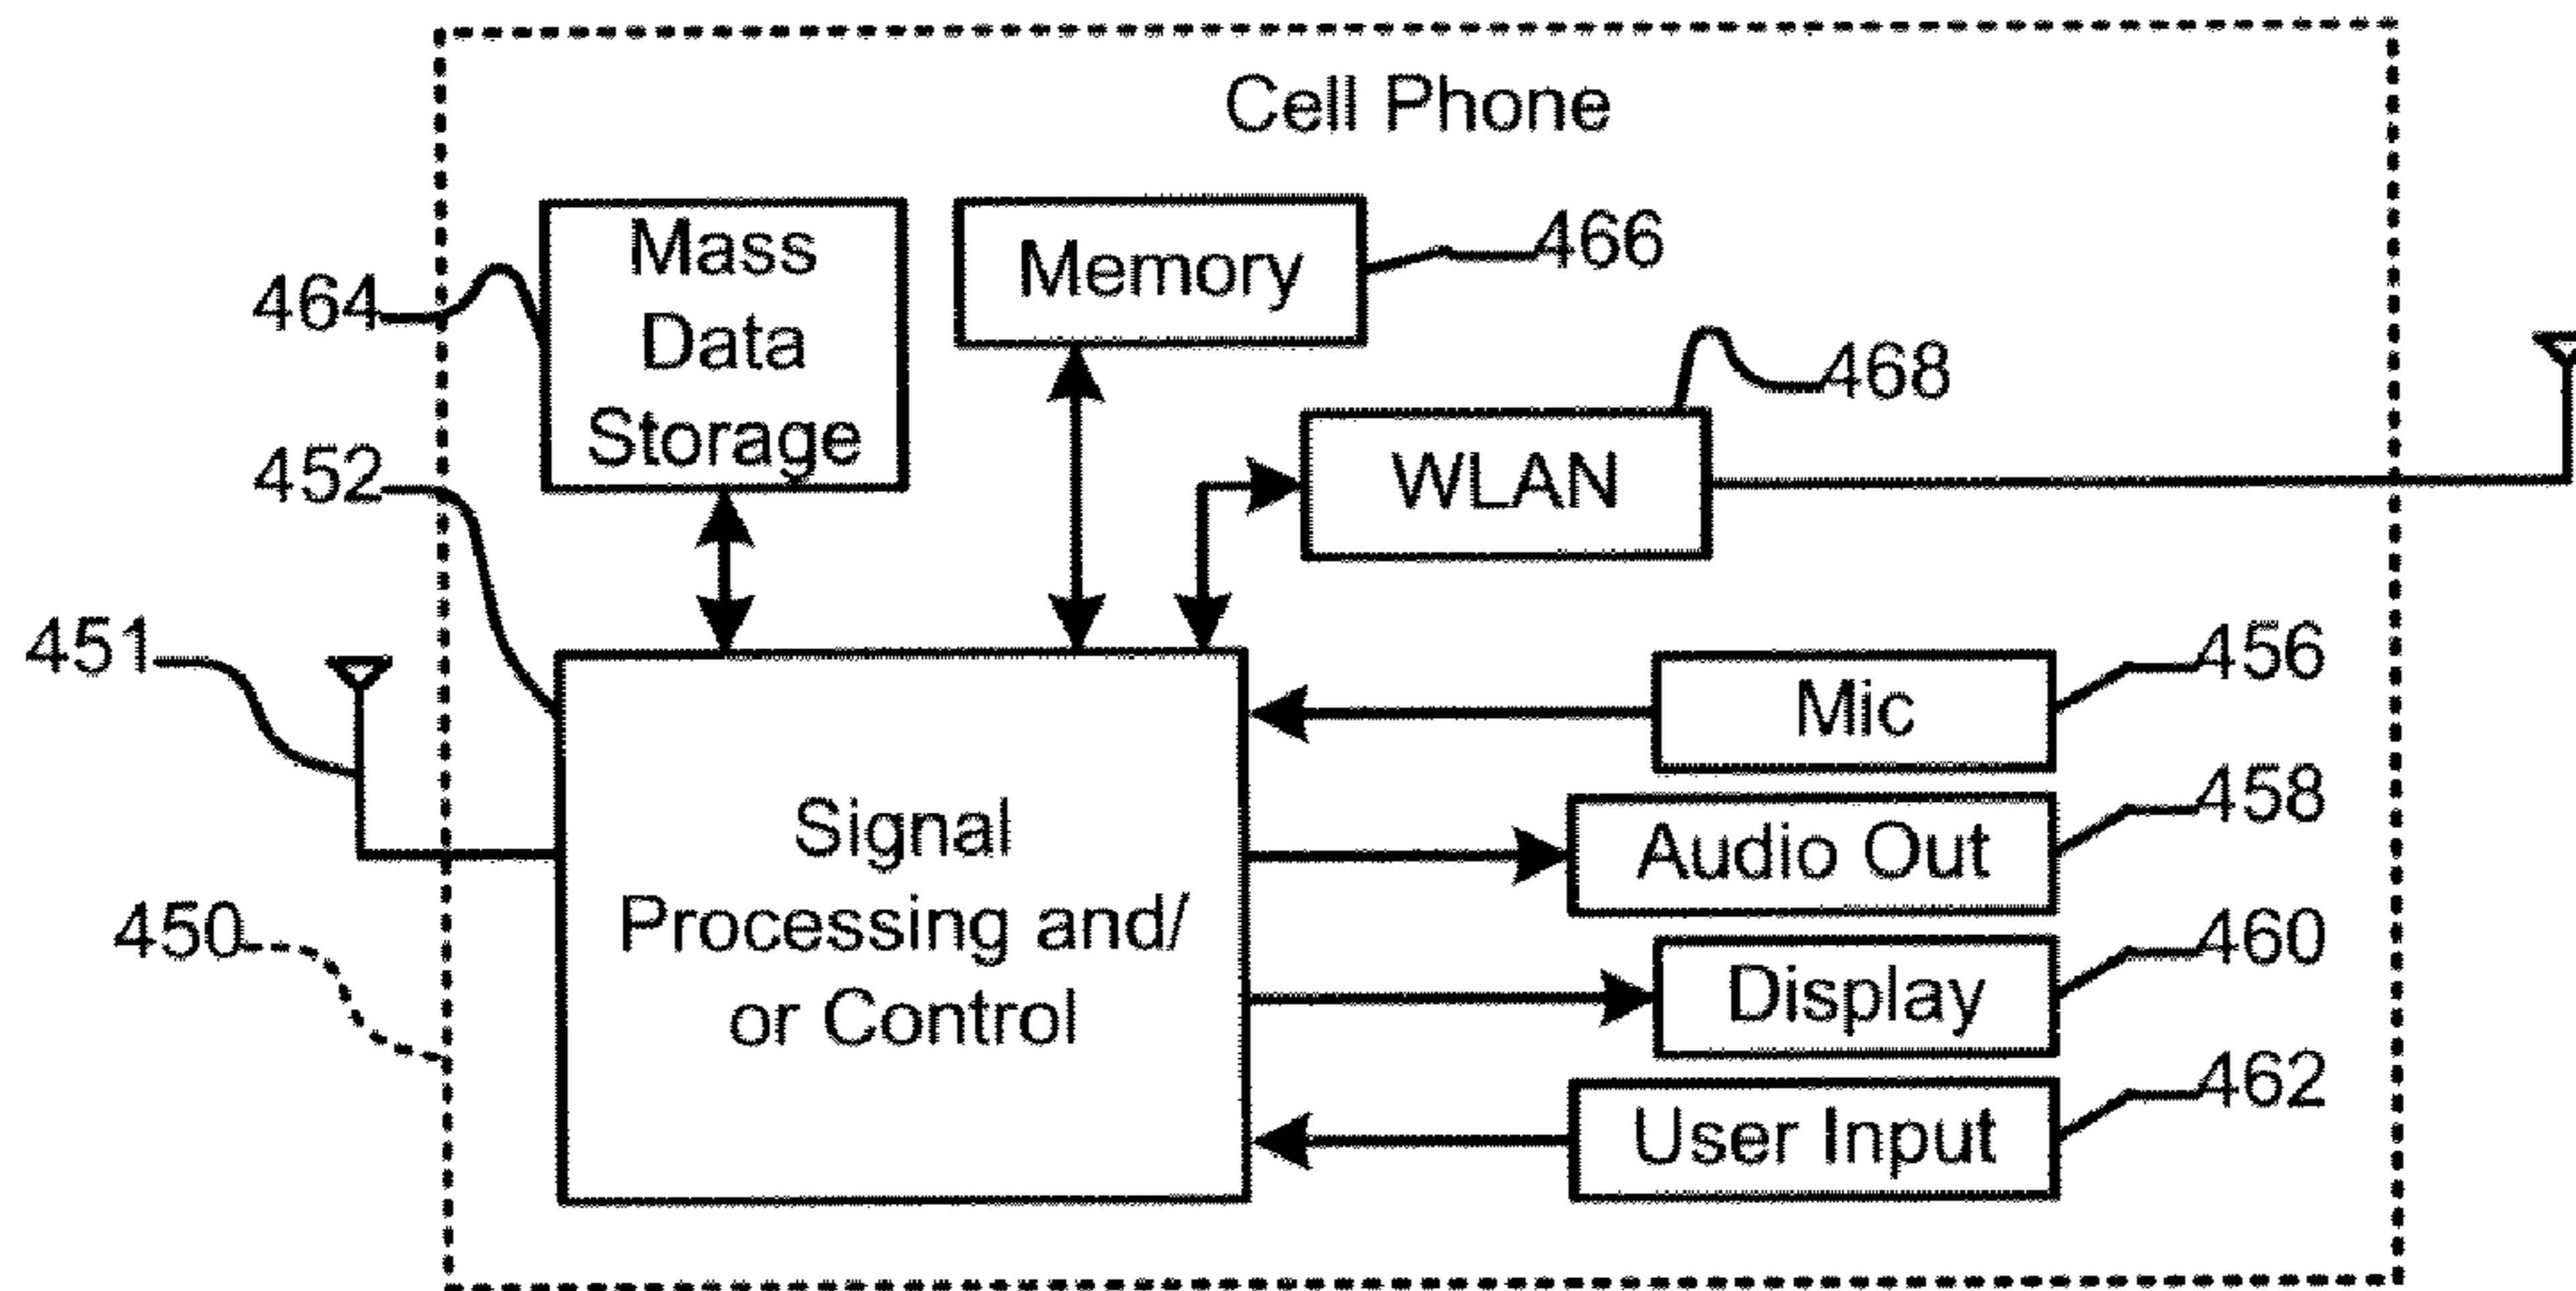 Cell Phone
Mass
Data
Storage
Memory
466
464
468
WLAN
452
451
Mic
456
Signal
Processing and/
or Control
Audio Out
458
450
Display
460
User Input
462